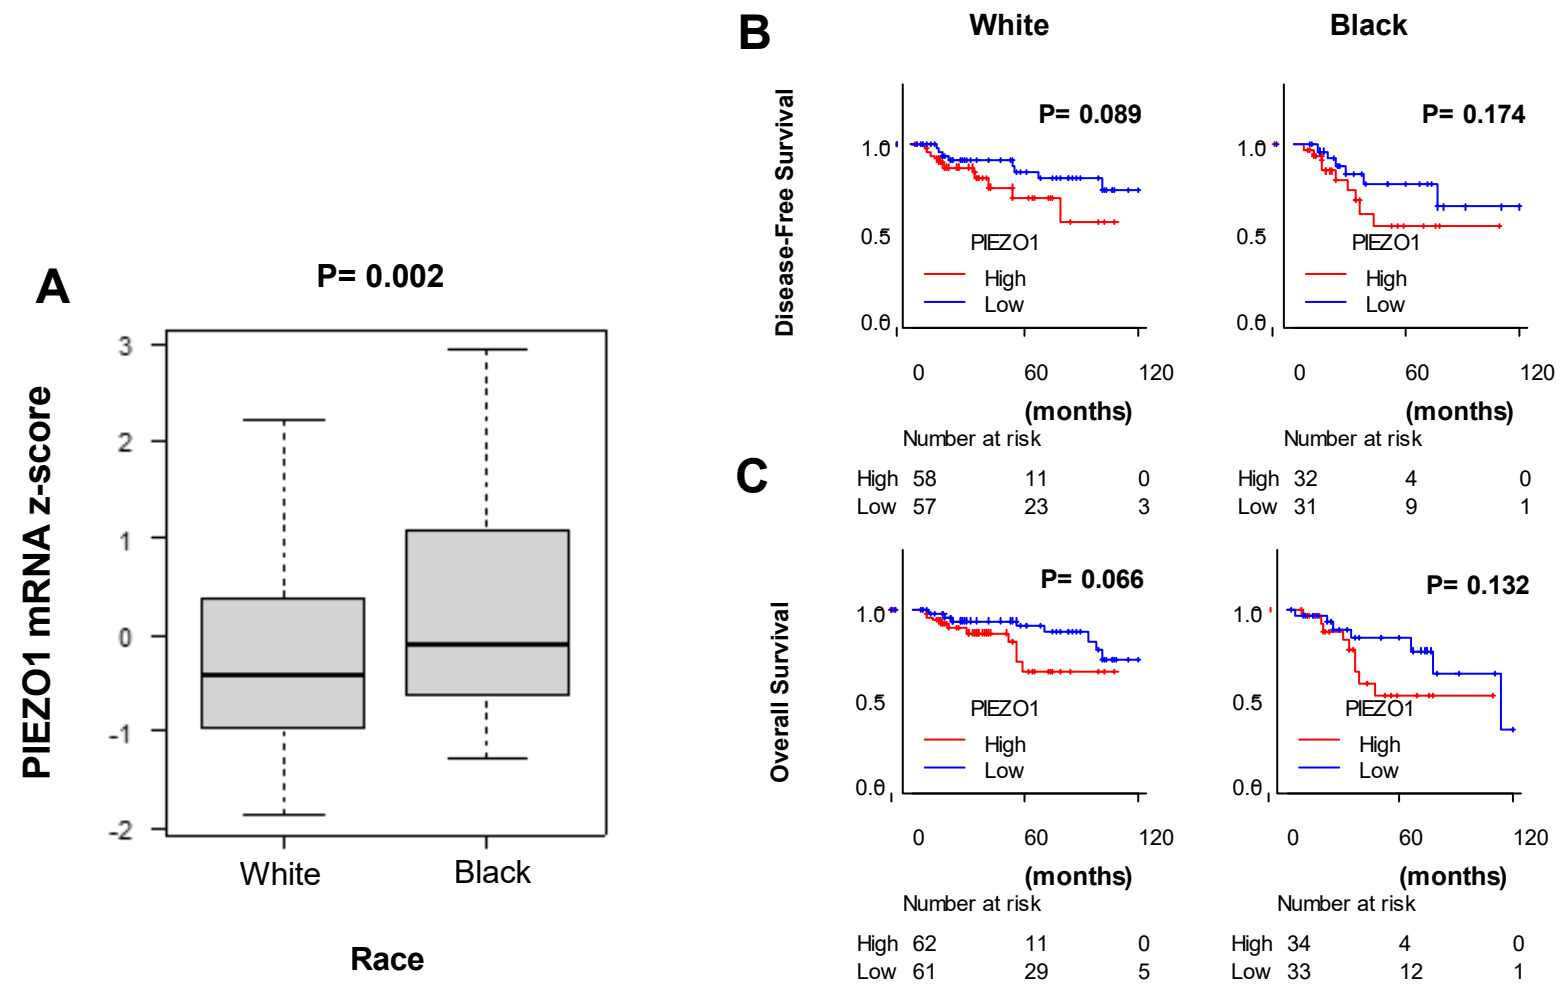 A
P= 0.002
PIEZO1 mRNA z-score
3
2
1
0
-1
-2
White
Black
Race
B
White
Black
Disease-Free Survival
P= 0.089
1.0
0.5
0.0
PIEZO1
High
Low
0 60 120
(months)
Number at risk
High 58 11 0
Low 57 23 3
P= 0.174
1.0
0.5
0.0
PIEZO1
High
Low
0 60 120
(months)
Number at risk
High 32 4 0
Low 31 9 1
C
Overall Survival
P= 0.066
1.0
0.5
0.0
PIEZO1
High
Low
0 60 120
(months)
Number at risk
High 62 11 0
Low 61 29 5
P= 0.132
1.0
0.5
0.0
PIEZO1
High
Low
0 60 120
(months)
Number at risk
High 34 4 0
Low 33 12 1